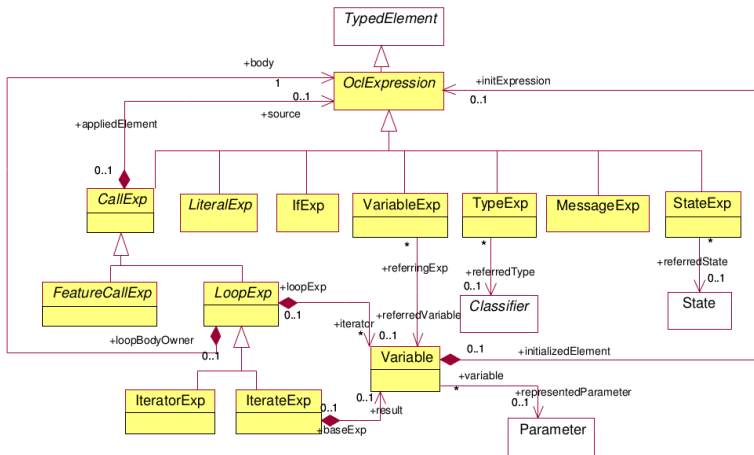 TypedElement
+body
1
OclExpression
+initExpression
0..1
0..1
+source
+appliedElement
0..1
CallExp
LiteralExp
IfExp
VariableExp
TypeExp
MessageExp
StateExp
*
*
*
+referringExp
+referredType
0..1
+referredState
0..1
FeatureCallExp
LoopExp
+loopExp
0..1
Classifier
State
+referredVariable
+iterator
*
0..1
+loopBodyOwner
0..1
Variable
0..1
+initializedElement
+variable
*
+representedParameter
0..1
IteratorExp
IterateExp
0..1
+baseExp
0..1
+result
Parameter